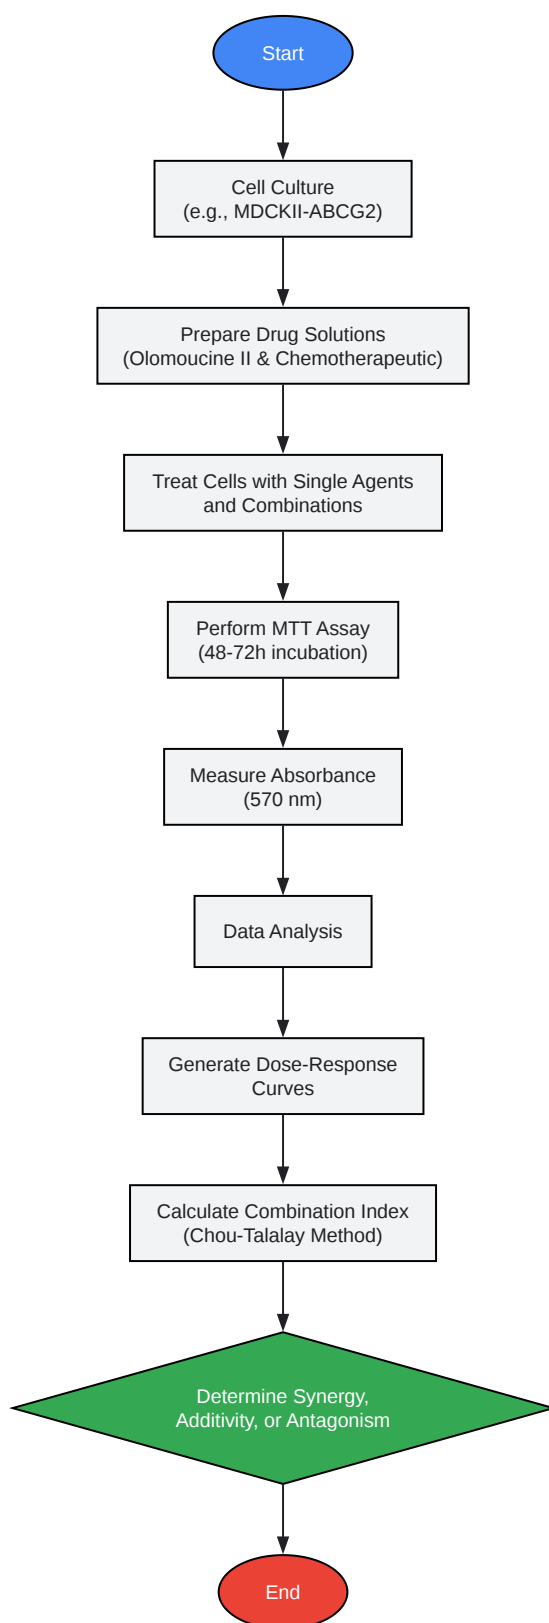 Start
Cell Culture
(e.g., MDCKII-ABCG2)
Prepare Drug Solutions
(Olomoucine II & Chemotherapeutic)
Treat Cells with Single Agents
and Combinations
Perform MTT Assay
(48-72h incubation)
Measure Absorbance
(570 nm)
Data Analysis
Generate Dose-Response
Curves
Calculate Combination Index
(Chou-Talalay Method)
Determine Synergy,
Additivity, or Antagonism
End